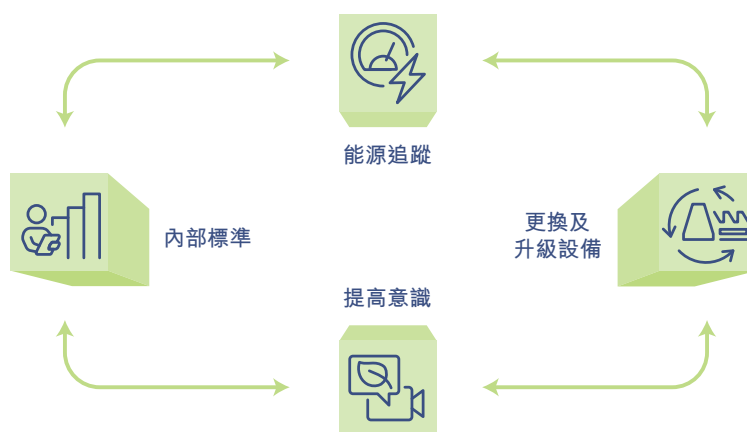 能源追蹤
內部標準
更換及
升級設備
提高意識